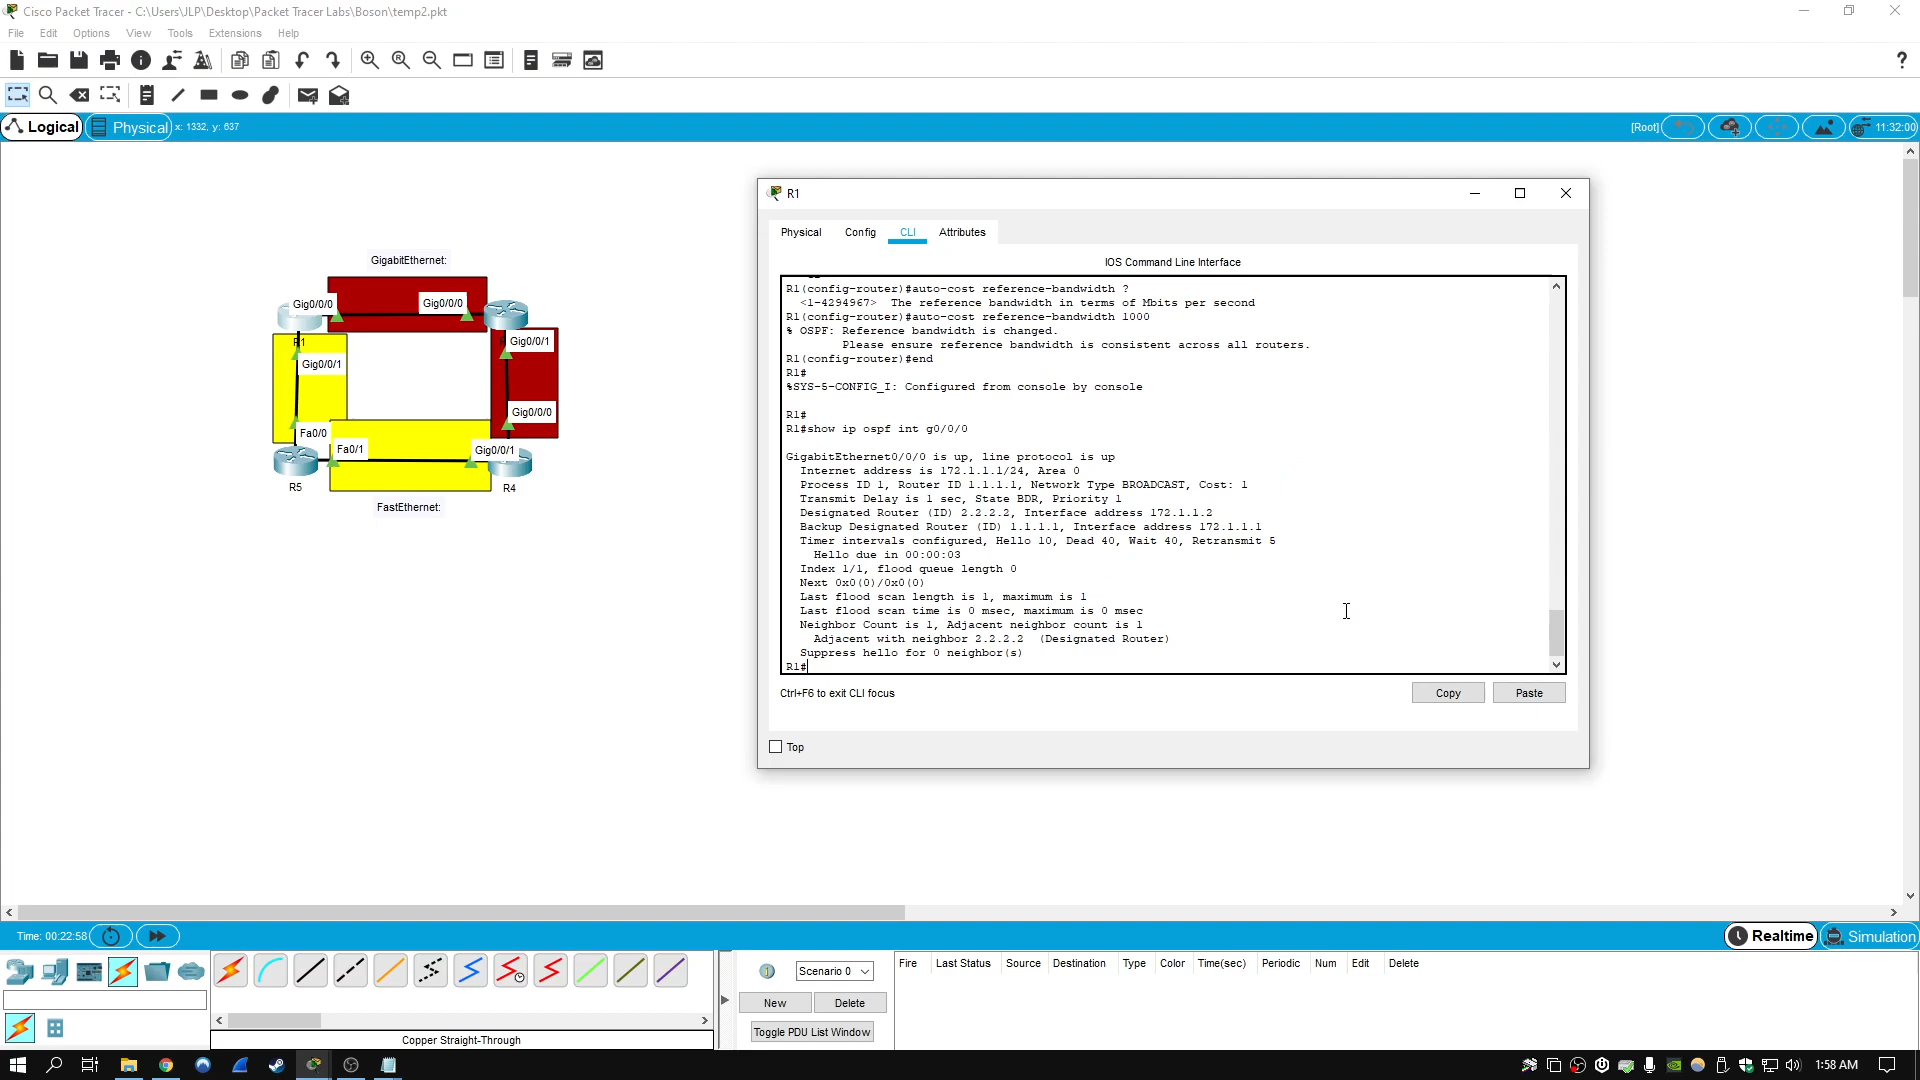 Cisco Packet Tracer - C:\Users\JLP\Desktop\Packet Tracer Labs\Boson\temp2.pkt
File Edit Options View Tools Extensions Help
Logical Physical x: 1332, y: 637 [Root] 11:32:00
GigabitEthernet:
Gig0/0/0 Gig0/0/0
R1 Gig0/0/1
Gig0/0/1
Gig0/0/0
Fa0/0
Fa0/1 Gig0/0/1
R5 R4
FastEthernet:
R1
Physical Config CLI Attributes
IOS Command Line Interface
R1(config-router)#auto-cost reference-bandwidth ?
<1-4294967> The reference bandwidth in terms of Mbits per second
R1(config-router)#auto-cost reference-bandwidth 1000
% OSPF: Reference bandwidth is changed.
Please ensure reference bandwidth is consistent across all routers.
R1(config-router)#end
R1#
%SYS-5-CONFIG_I: Configured from console by console
R1#
R1#show ip ospf int g0/0/0
GigabitEthernet0/0/0 is up, line protocol is up
Internet address is 172.1.1.1/24, Area 0
Process ID 1, Router ID 1.1.1.1, Network Type BROADCAST, Cost: 1
Transmit Delay is 1 sec, State BDR, Priority 1
Designated Router (ID) 2.2.2.2, Interface address 172.1.1.2
Backup Designated Router (ID) 1.1.1.1, Interface address 172.1.1.1
Timer intervals configured, Hello 10, Dead 40, Wait 40, Retransmit 5
Hello due in 00:00:03
Index 1/1, flood queue length 0
Next 0x0(0)/0x0(0)
Last flood scan length is 1, maximum is 1
Last flood scan time is 0 msec, maximum is 0 msec
Neighbor Count is 1, Adjacent neighbor count is 1
Adjacent with neighbor 2.2.2.2 (Designated Router)
Suppress hello for 0 neighbor(s)
R1#
Ctrl+F6 to exit CLI focus Copy Paste
Top
Time: 00:22:58 Realtime Simulation
Scenario 0 Fire Last Status Source Destination Type Color Time(sec) Periodic Num Edit Delete
New Delete
Toggle PDU List Window
Copper Straight-Through
1:58 AM